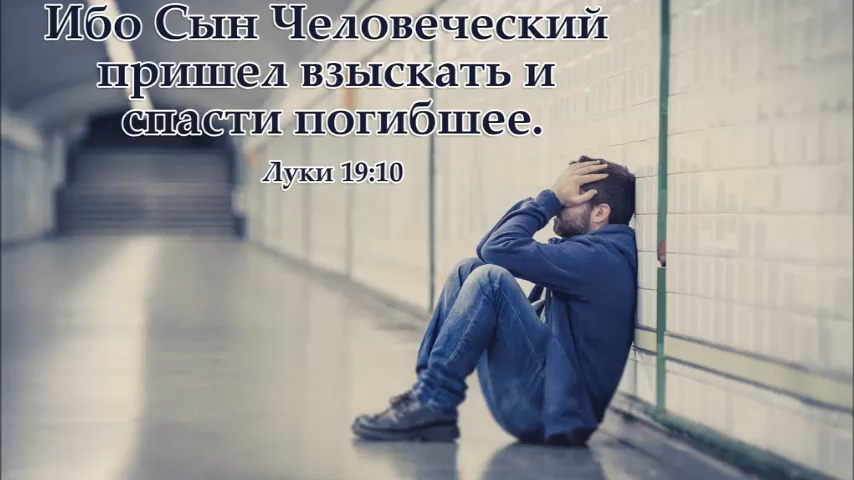 Ибо Сын Человеческий
пришел взыскать и
спасти погибшее.
Луки 19:10